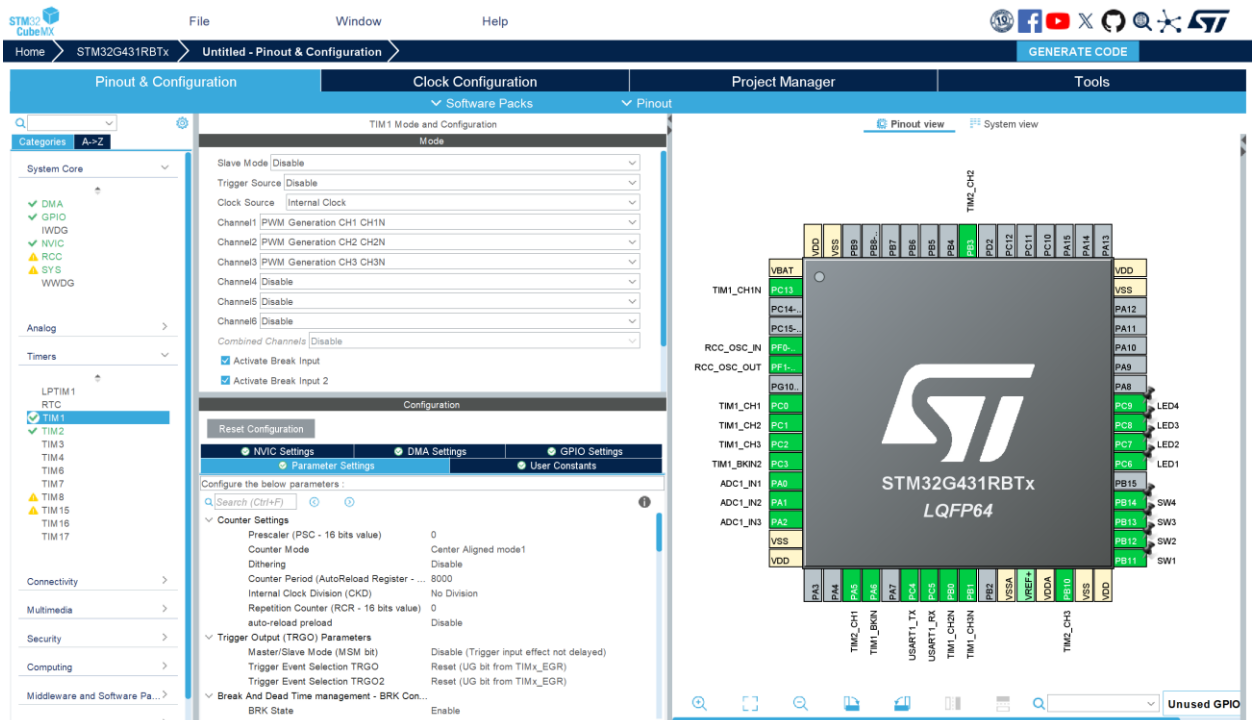 STM32 CubeMX File Window Help 19 X ST
Home STM32G431RBTx Untitled - Pinout & Configuration GENERATE CODE
Pinout & Configuration Clock Configuration Project Manager Tools
Software Packs Pinout
Categories A->Z
System Core
DMA
GPIO
IWDG
NVIC
RCC
SYS
WWDG
Analog
Timers
LPTIM1
RTC
TIM1
TIM2
TIM3
TIM4
TIM6
TIM7
TIM8
TIM15
TIM16
TIM17
Connectivity
Multimedia
Security
Computing
Middleware and Software Pa...
TIM1 Mode and Configuration
Mode
Slave Mode Disable
Trigger Source Disable
Clock Source Internal Clock
Channel1 PWM Generation CH1 CH1N
Channel2 PWM Generation CH2 CH2N
Channel3 PWM Generation CH3 CH3N
Channel4 Disable
Channel5 Disable
Channel6 Disable
Combined Channels Disable
Activate Break Input
Activate Break Input 2
Configuration
Reset Configuration
NVIC Settings DMA Settings GPIO Settings
Parameter Settings User Constants
Configure the below parameters :
Search (Ctrl+F)
Counter Settings
Prescaler (PSC - 16 bits value) 0
Counter Mode Center Aligned mode1
Dithering Disable
Counter Period (AutoReload Register - ... 8000
Internal Clock Division (CKD) No Division
Repetition Counter (RCR - 16 bits value) 0
auto-reload preload Disable
Trigger Output (TRGO) Parameters
Master/Slave Mode (MSM bit) Disable (Trigger input effect not delayed)
Trigger Event Selection TRGO Reset (UG bit from TIMx_EGR)
Trigger Event Selection TRGO2 Reset (UG bit from TIMx_EGR)
Break And Dead Time management - BRK Con...
BRK State Enable
Pinout view System view
TIM2_CH2
VDD VSS PB9 PB8-.. PB7 PB6 PB5 PB4 PB3 PD2 PC12 PC11 PC10 PA15 PA14 PA13
VBAT
TIM1_CH1N PC13
PC14-..
PC15-..
RCC_OSC_IN PF0-..
RCC_OSC_OUT PF1-..
PG10..
TIM1_CH1 PC0
TIM1_CH2 PC1
TIM1_CH3 PC2
TIM1_BKIN2 PC3
ADC1_IN1 PA0
ADC1_IN2 PA1
ADC1_IN3 PA2
VSS
VDD
STM32G431RBTx
LQFP64
VDD
VSS
PA12
PA11
PA10
PA9
PA8
PC9 LED4
PC8 LED3
PC7 LED2
PC6 LED1
PB15
PB14 SW4
PB13 SW3
PB12 SW2
PB11 SW1
PA3 PA4 PA5 PA6 PA7 PC4 PC5 PB0 PB1 PB2 VSSA VREF+ VDDA PB10 VSS VDD
TIM2_CH1 TIM1_BKIN USART1_TX USART1_RX TIM1_CH2N TIM1_CH3N TIM2_CH3
Unused GPIO